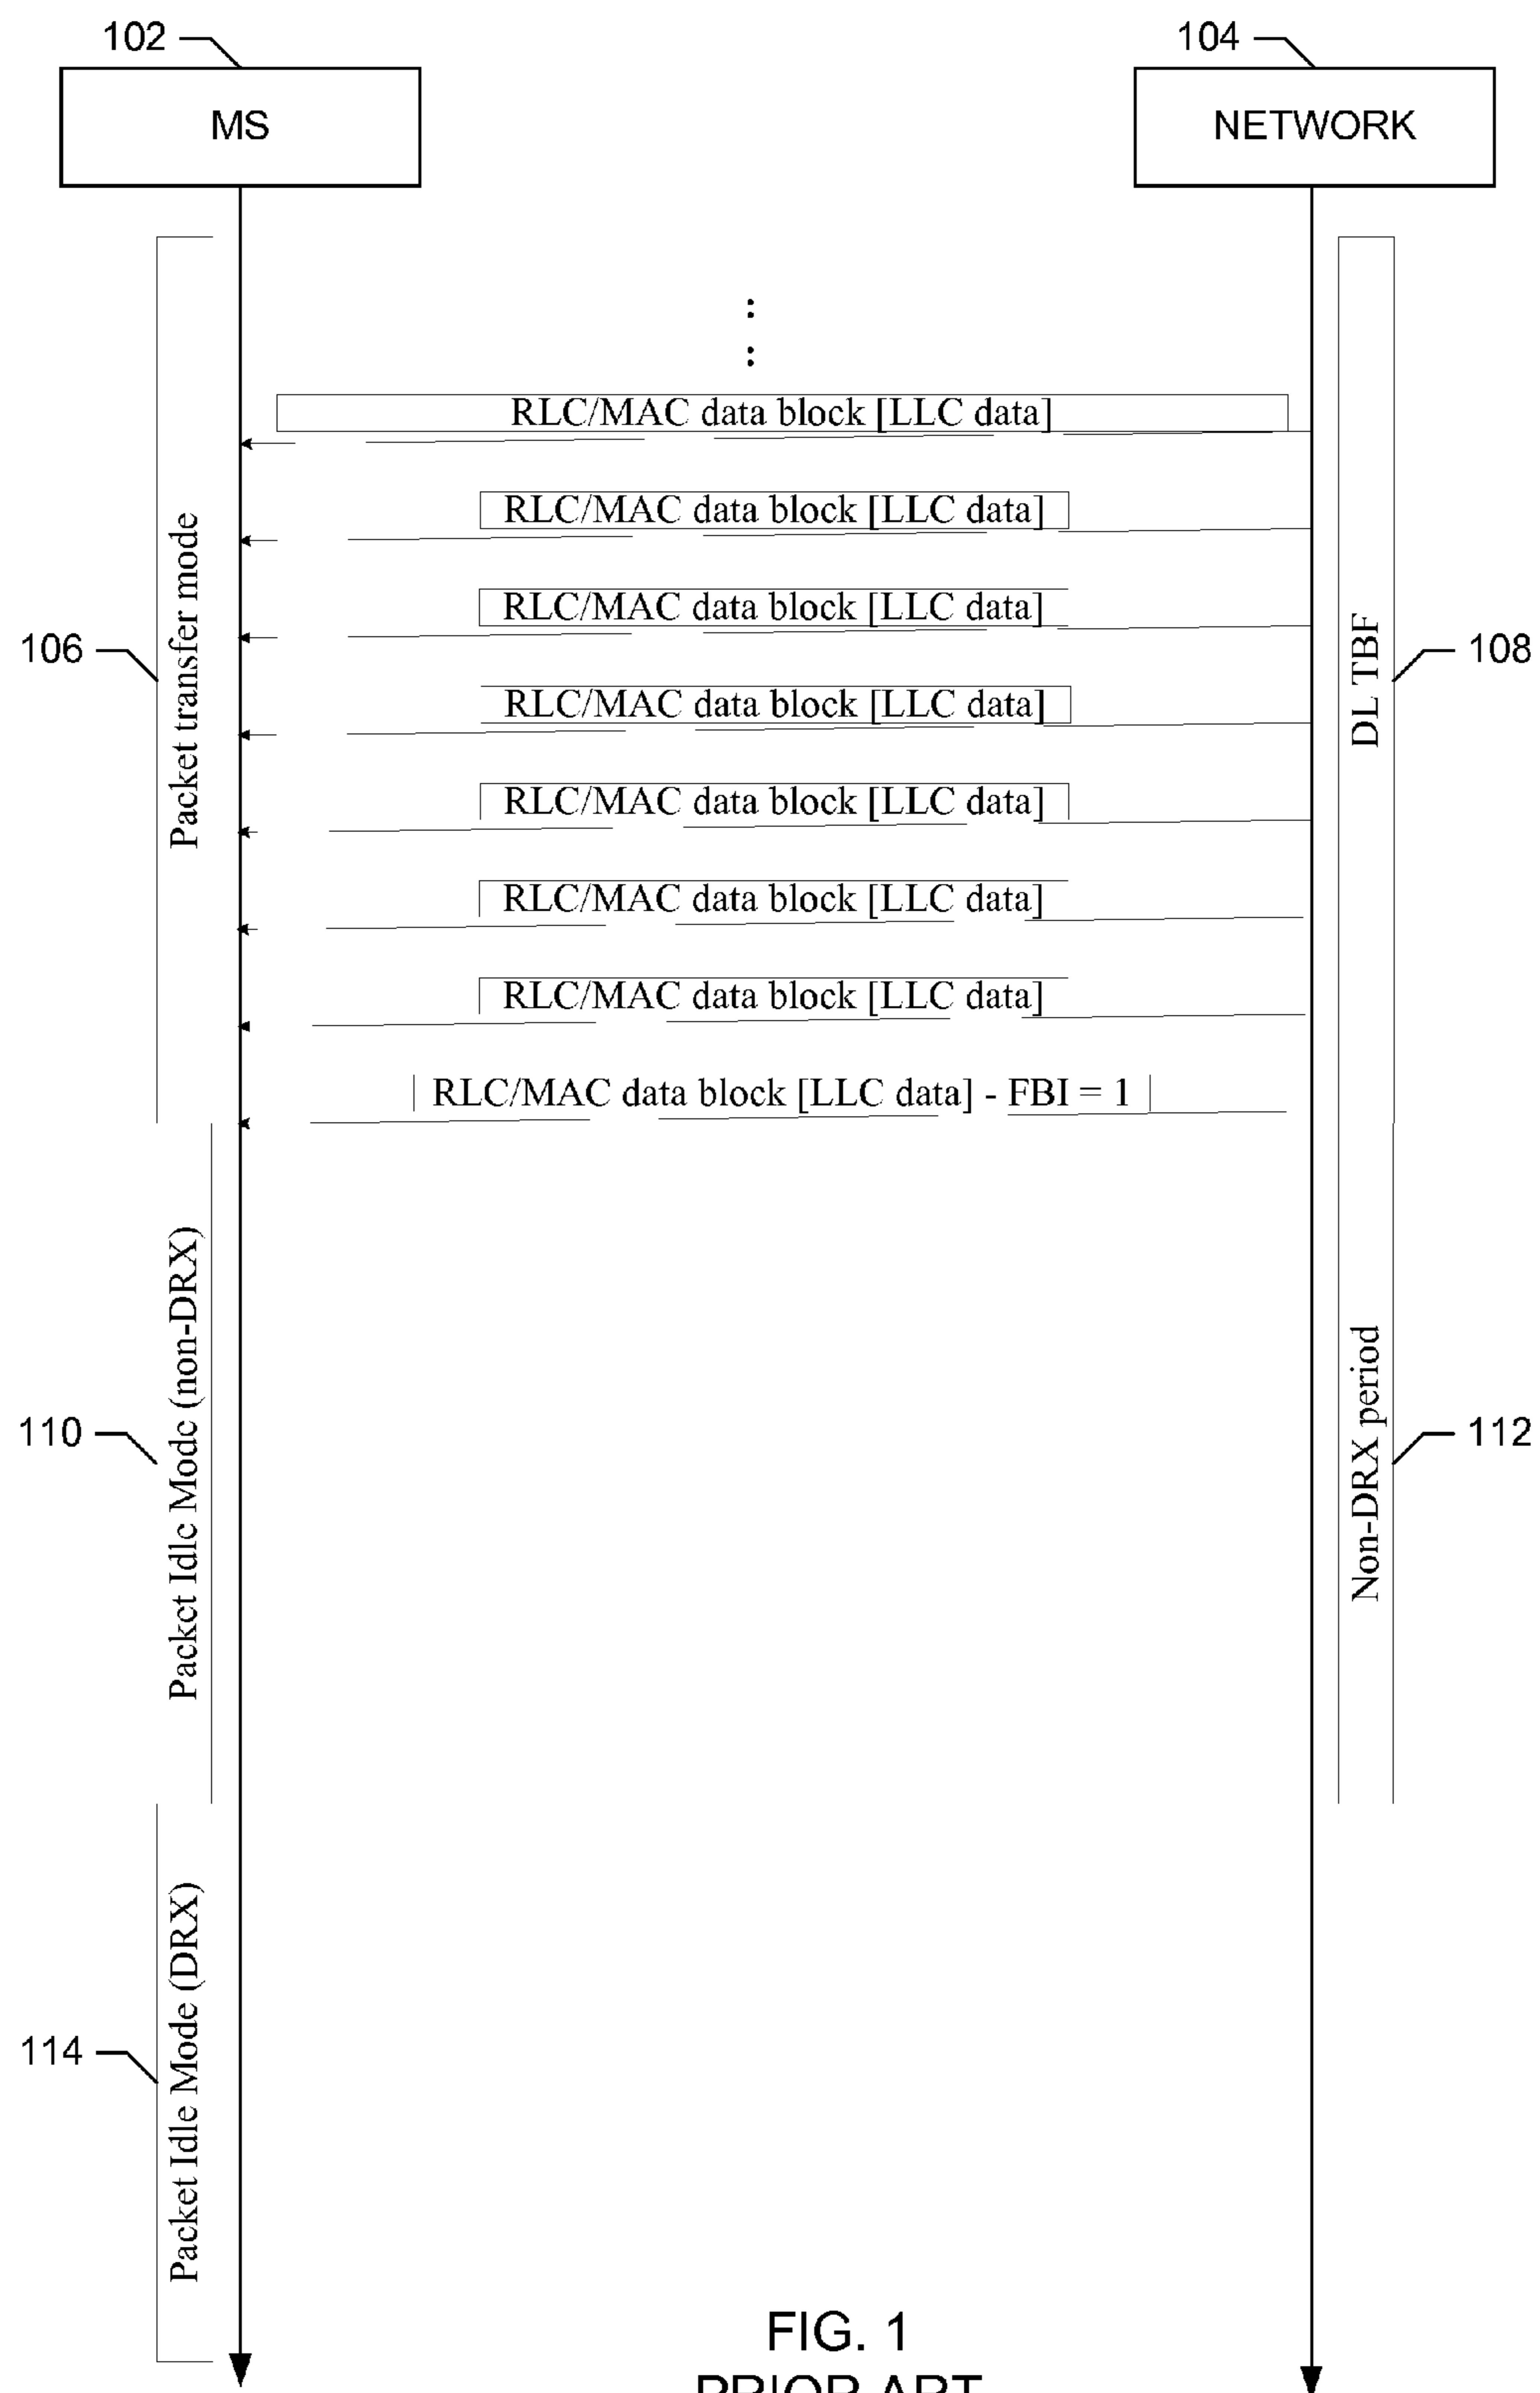 102
104
MS
NETWORK
:
:
RLC/MAC data block [LLC data]
RLC/MAC data block [LLC data]
RLC/MAC data block [LLC data]
RLC/MAC data block [LLC data]
RLC/MAC data block [LLC data]
RLC/MAC data block [LLC data]
RLC/MAC data block [LLC data]
RLC/MAC data block [LLC data] - FBI = 1
106
Packet transfer mode
DL TBF
108
110
Packet Idle Mode (non-DRX)
Non-DRX period
112
114
Packet Idle Mode (DRX)
FIG. 1
PRIOR ART